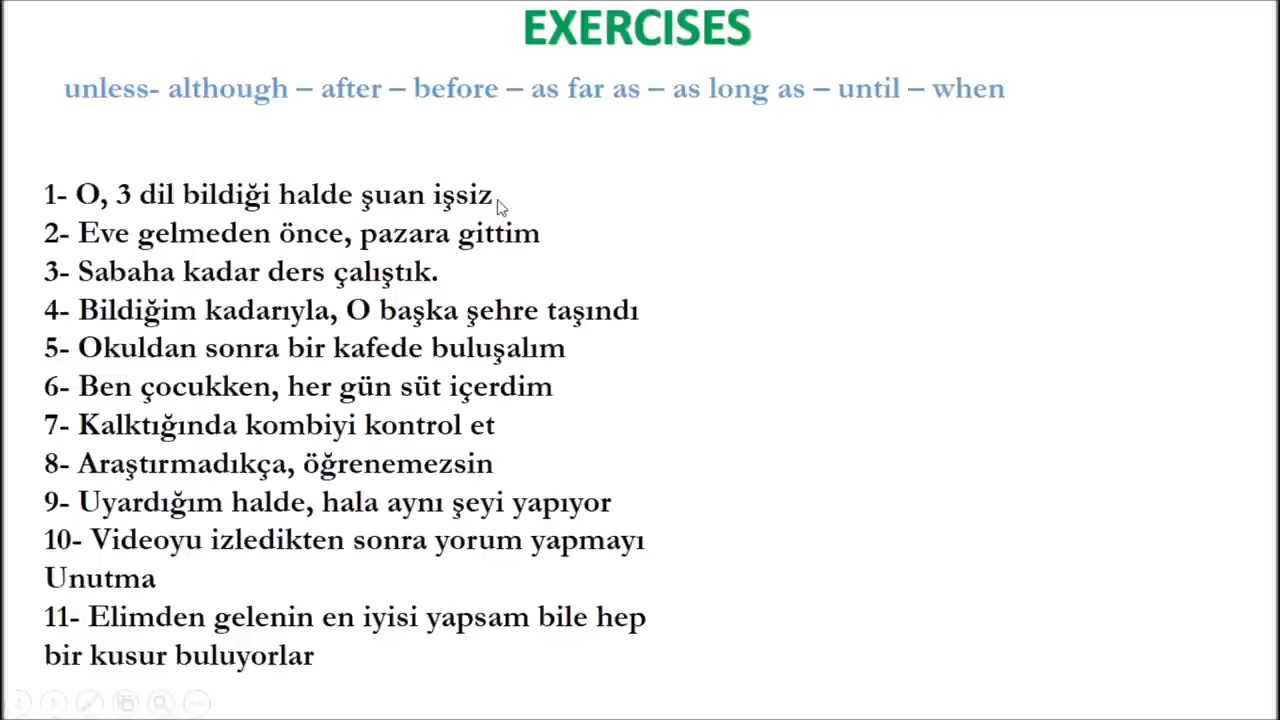 EXERCISES
unless- although – after – before – as far as – as long as – until – when
1- O, 3 dil bildiği halde şuan işsiz
2- Eve gelmeden önce, pazara gittim
3- Sabaha kadar ders çalıştık.
4- Bildiğim kadarıyla, O başka şehre taşındı
5- Okuldan sonra bir kafede buluşalım
6- Ben çocukken, her gün süt içerdim
7- Kalktığında kombiyi kontrol et
8- Araştırmadıkça, öğrenemezsin
9- Uyardığım halde, hala aynı şeyi yapıyor
10- Videoyu izledikten sonra yorum yapmayı
Unutma
11- Elimden gelenin en iyisi yapsam bile hep
bir kusur buluyorlar